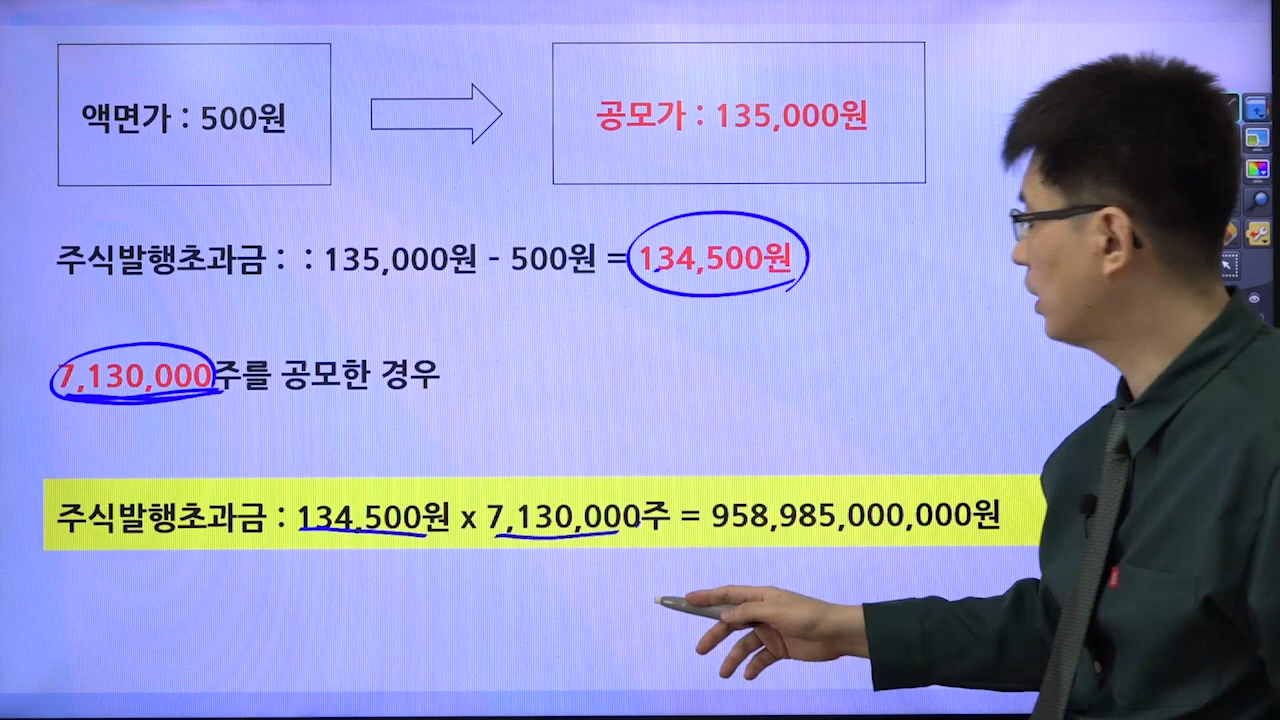 액면가 : 500원
공모가 : 135,000원
주식발행초과금 : : 135,000원 - 500원 = 134,500원
7,130,000주를 공모한 경우
주식발행초과금 : 134,500원 x 7,130,000주 = 958,985,000,000원